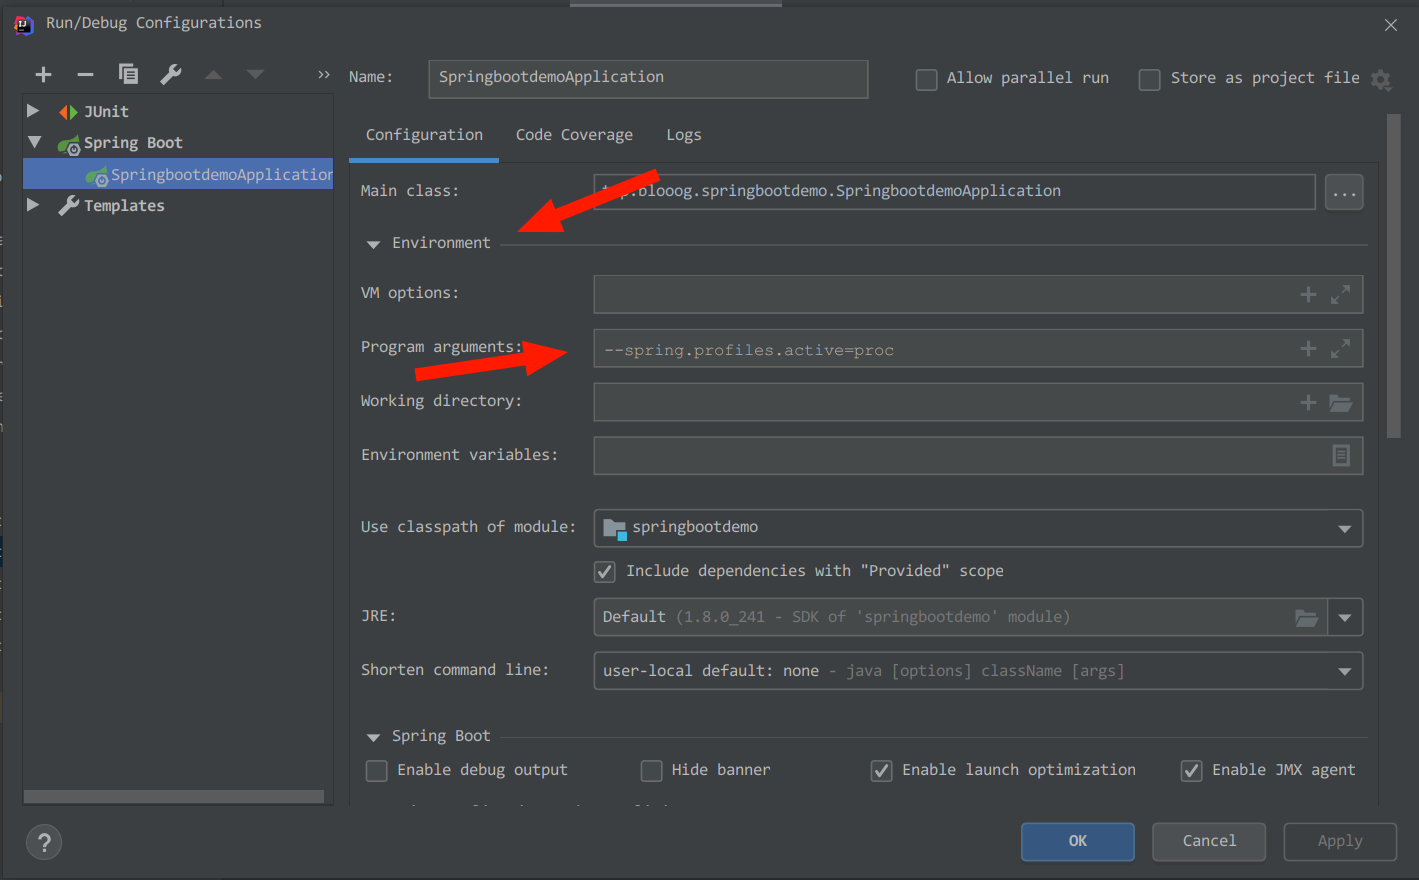 Run/Debug Configurations
Name: SpringbootdemoApplication
Allow parallel run
Store as project file
JUnit
Spring Boot
SpringbootdemoApplication
Templates
Configuration Code Coverage Logs
Main class: .blooog.springbootdemo.SpringbootdemoApplication ...
Environment
VM options:
Program arguments: --spring.profiles.active=proc
Working directory:
Environment variables:
Use classpath of module: springbootdemo
Include dependencies with "Provided" scope
JRE: Default (1.8.0_241 - SDK of 'springbootdemo' module)
Shorten command line: user-local default: none - java [options] className [args]
Spring Boot
Enable debug output Hide banner Enable launch optimization Enable JMX agent
? OK Cancel Apply